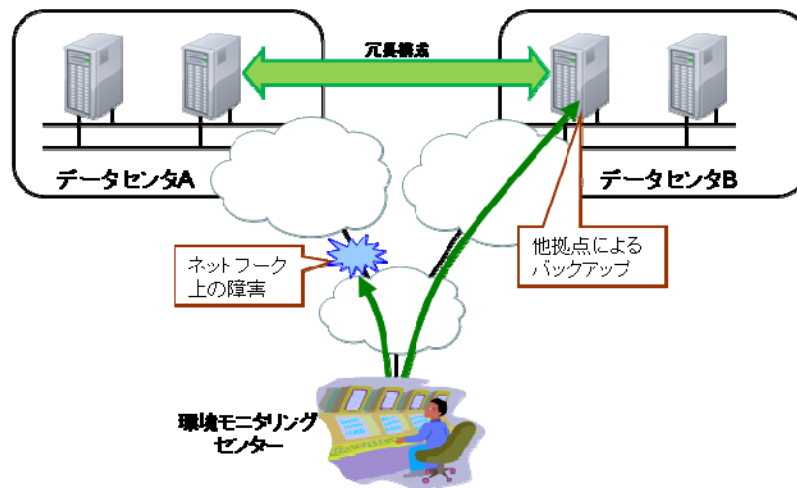 冗長構成
データセンタA
データセンタB
ネットワーク
上の障害
他拠点による
バックアップ
環境モニタリング
センター